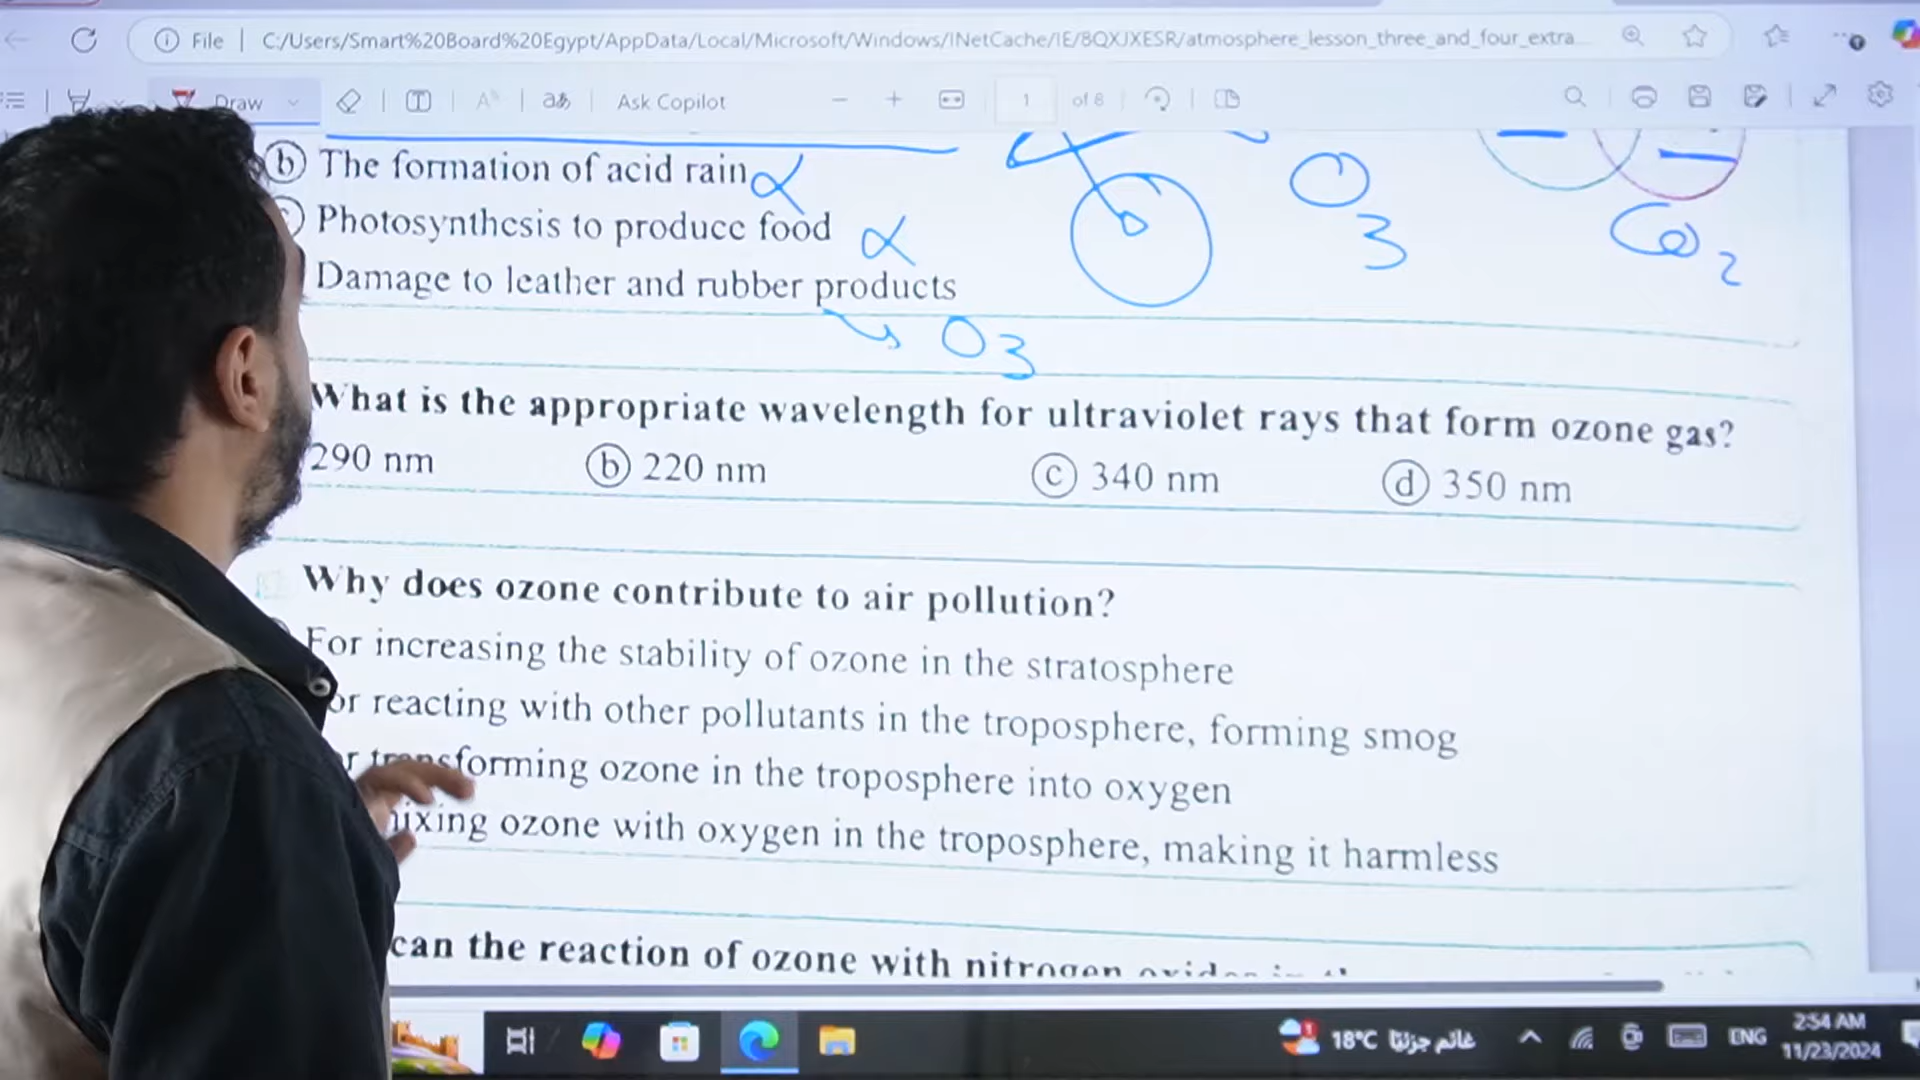 File | C:/Users/Smart%20Board%20Egypt/AppData/Local/Microsoft/Windows/INetCache/IE/8QXJXESR/atmosphere_lesson_three_and_four_extra...
Draw
Ask Copilot
1 of 8
b The formation of acid rain
Photosynthesis to produce food
Damage to leather and rubber products
O3
CO2
O3
What is the appropriate wavelength for ultraviolet rays that form ozone gas?
290 nm b 220 nm c 340 nm d 350 nm
Why does ozone contribute to air pollution?
For increasing the stability of ozone in the stratosphere
or reacting with other pollutants in the troposphere, forming smog
r transforming ozone in the troposphere into oxygen
ixing ozone with oxygen in the troposphere, making it harmless
can the reaction of ozone with nitrogen oxides in
18°C غائم جزئيًا
ENG
2:54 AM
11/23/2024